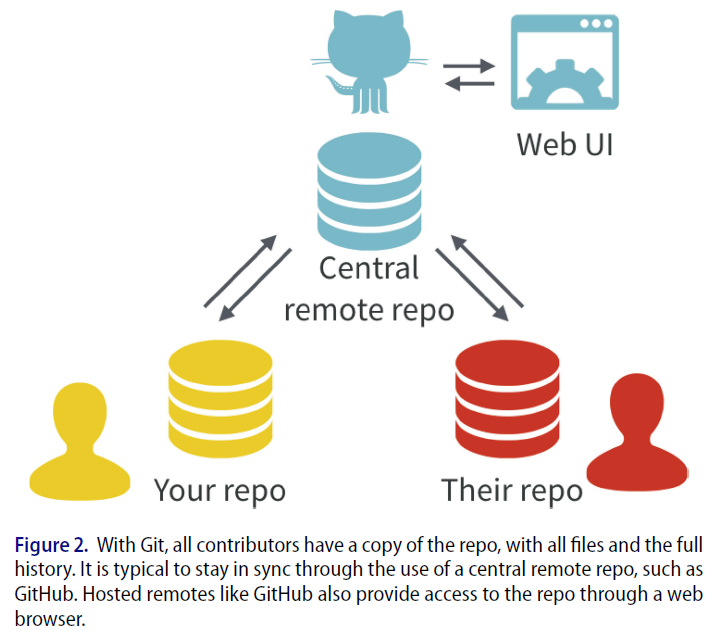 Web UI
Central
remote repo
Your repo
Their repo
Figure 2. With Git, all contributors have a copy of the repo, with all files and the full
history. It is typical to stay in sync through the use of a central remote repo, such as
GitHub. Hosted remotes like GitHub also provide access to the repo through a web
browser.